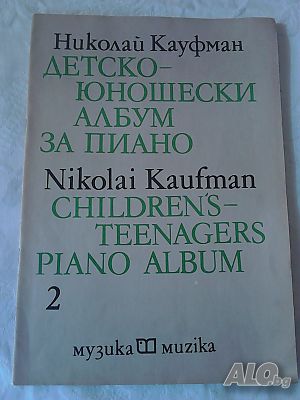 Николай Кауфман
ДЕТСКО-
ЮНОШЕСКИ
АЛБУМ
ЗА ПИАНО
Nikolai Kaufman
CHILDREN'S-
TEENAGERS
PIANO ALBUM
2
музика muzika
ALO.bg